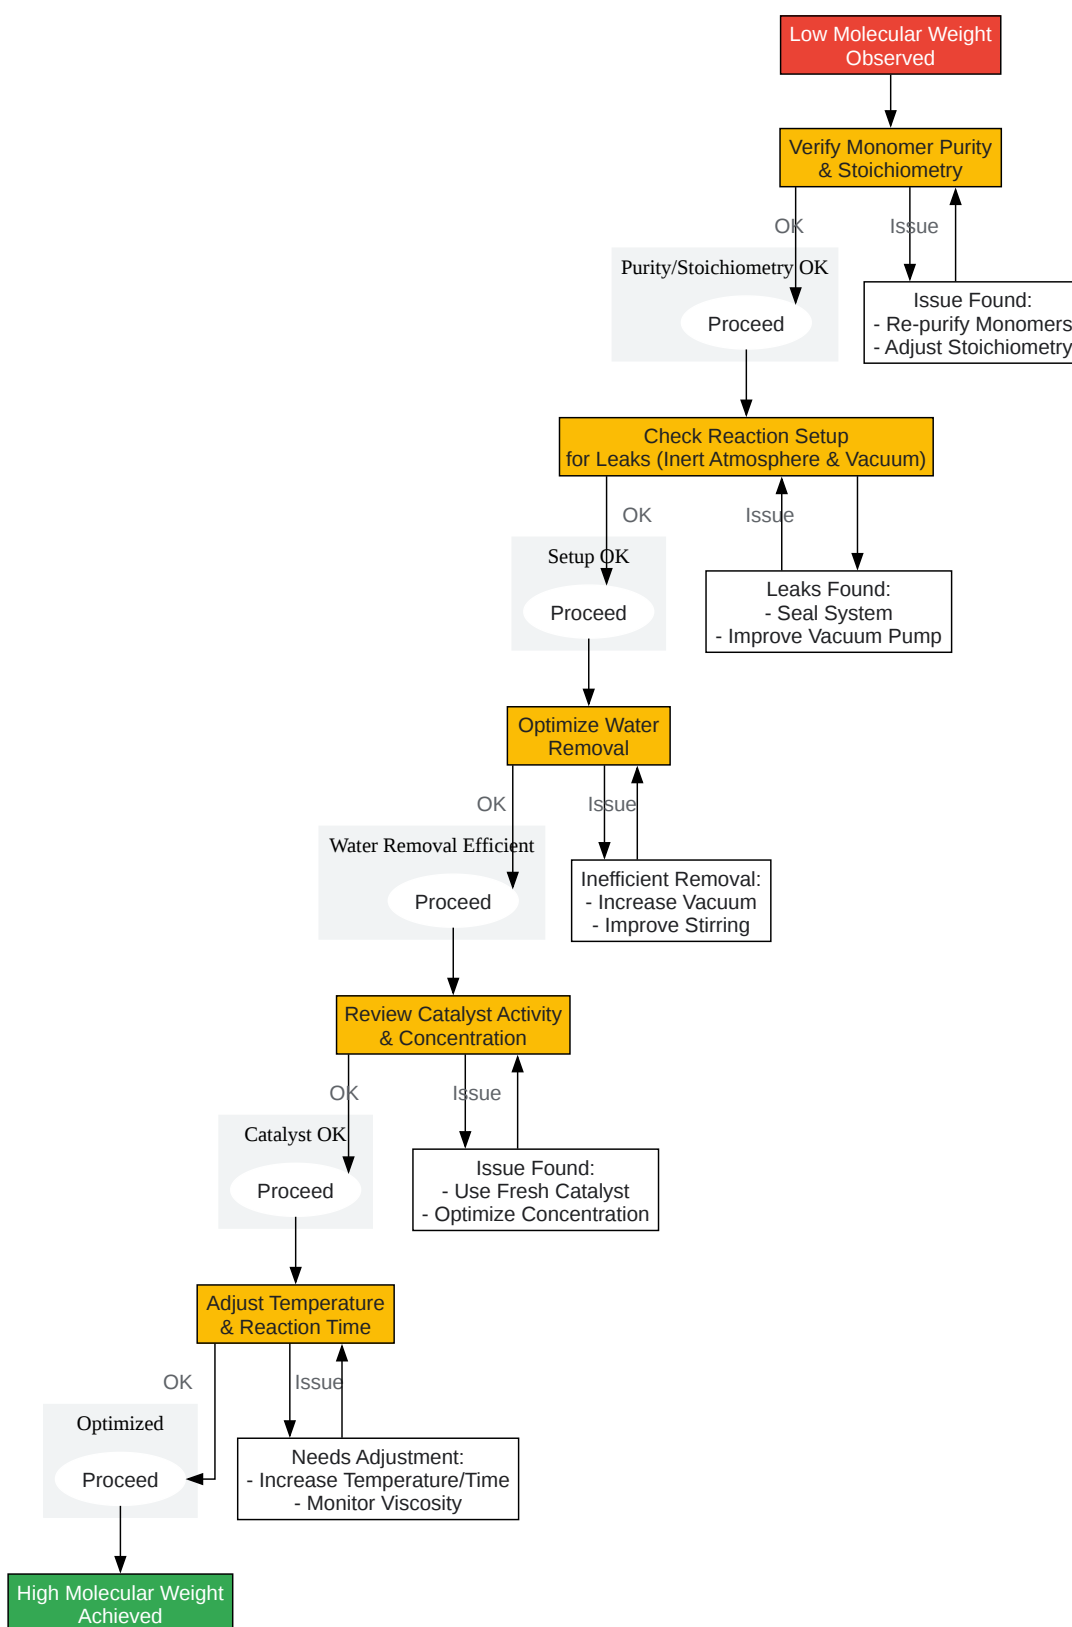 Low Molecular Weight
Observed
Verify Monomer Purity
& Stoichiometry
OK
Issue
Purity/Stoichiometry OK
Proceed
Issue Found:
- Re-purify Monomers
- Adjust Stoichiometry
Check Reaction Setup
for Leaks (Inert Atmosphere & Vacuum)
OK
Issue
Setup OK
Proceed
Leaks Found:
- Seal System
- Improve Vacuum Pump
Optimize Water
Removal
OK
Issue
Water Removal Efficient
Proceed
Inefficient Removal:
- Increase Vacuum
- Improve Stirring
Review Catalyst Activity
& Concentration
OK
Issue
Catalyst OK
Proceed
Issue Found:
- Use Fresh Catalyst
- Optimize Concentration
Adjust Temperature
& Reaction Time
OK
Issue
Optimized
Proceed
Needs Adjustment:
- Increase Temperature/Time
- Monitor Viscosity
High Molecular Weight
Achieved